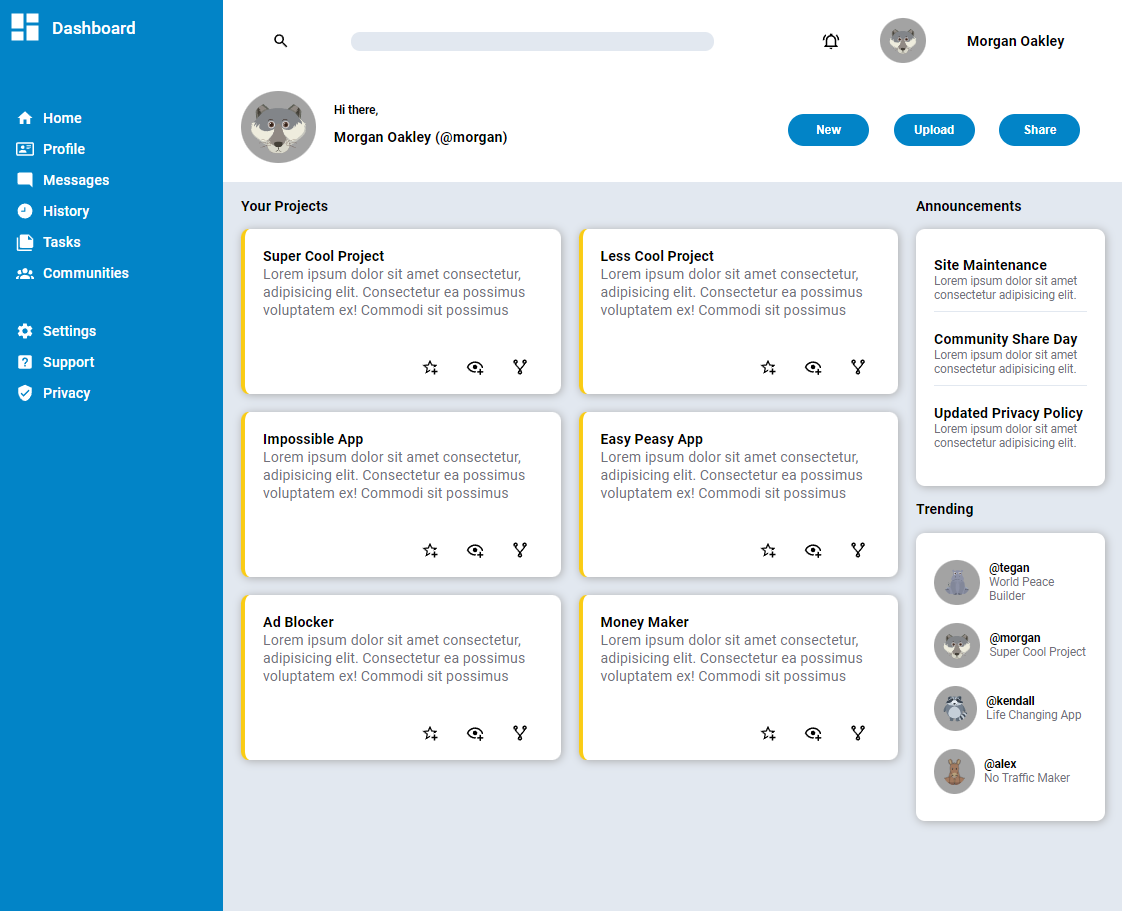 Dashboard
Home
Profile
Messages
History
Tasks
Communities
Settings
Support
Privacy
Morgan Oakley
Hi there,
Morgan Oakley (@morgan)
New
Upload
Share
Your Projects
Super Cool Project
Lorem ipsum dolor sit amet consectetur,
adipisicing elit. Consectetur ea possimus
voluptatem ex! Commodi sit possimus
Less Cool Project
Lorem ipsum dolor sit amet consectetur,
adipisicing elit. Consectetur ea possimus
voluptatem ex! Commodi sit possimus
Impossible App
Lorem ipsum dolor sit amet consectetur,
adipisicing elit. Consectetur ea possimus
voluptatem ex! Commodi sit possimus
Easy Peasy App
Lorem ipsum dolor sit amet consectetur,
adipisicing elit. Consectetur ea possimus
voluptatem ex! Commodi sit possimus
Ad Blocker
Lorem ipsum dolor sit amet consectetur,
adipisicing elit. Consectetur ea possimus
voluptatem ex! Commodi sit possimus
Money Maker
Lorem ipsum dolor sit amet consectetur,
adipisicing elit. Consectetur ea possimus
voluptatem ex! Commodi sit possimus
Announcements
Site Maintenance
Lorem ipsum dolor sit amet
consectetur adipisicing elit.
Community Share Day
Lorem ipsum dolor sit amet
consectetur adipisicing elit.
Updated Privacy Policy
Lorem ipsum dolor sit amet
consectetur adipisicing elit.
Trending
@tegan
World Peace
Builder
@morgan
Super Cool Project
@kendall
Life Changing App
@alex
No Traffic Maker